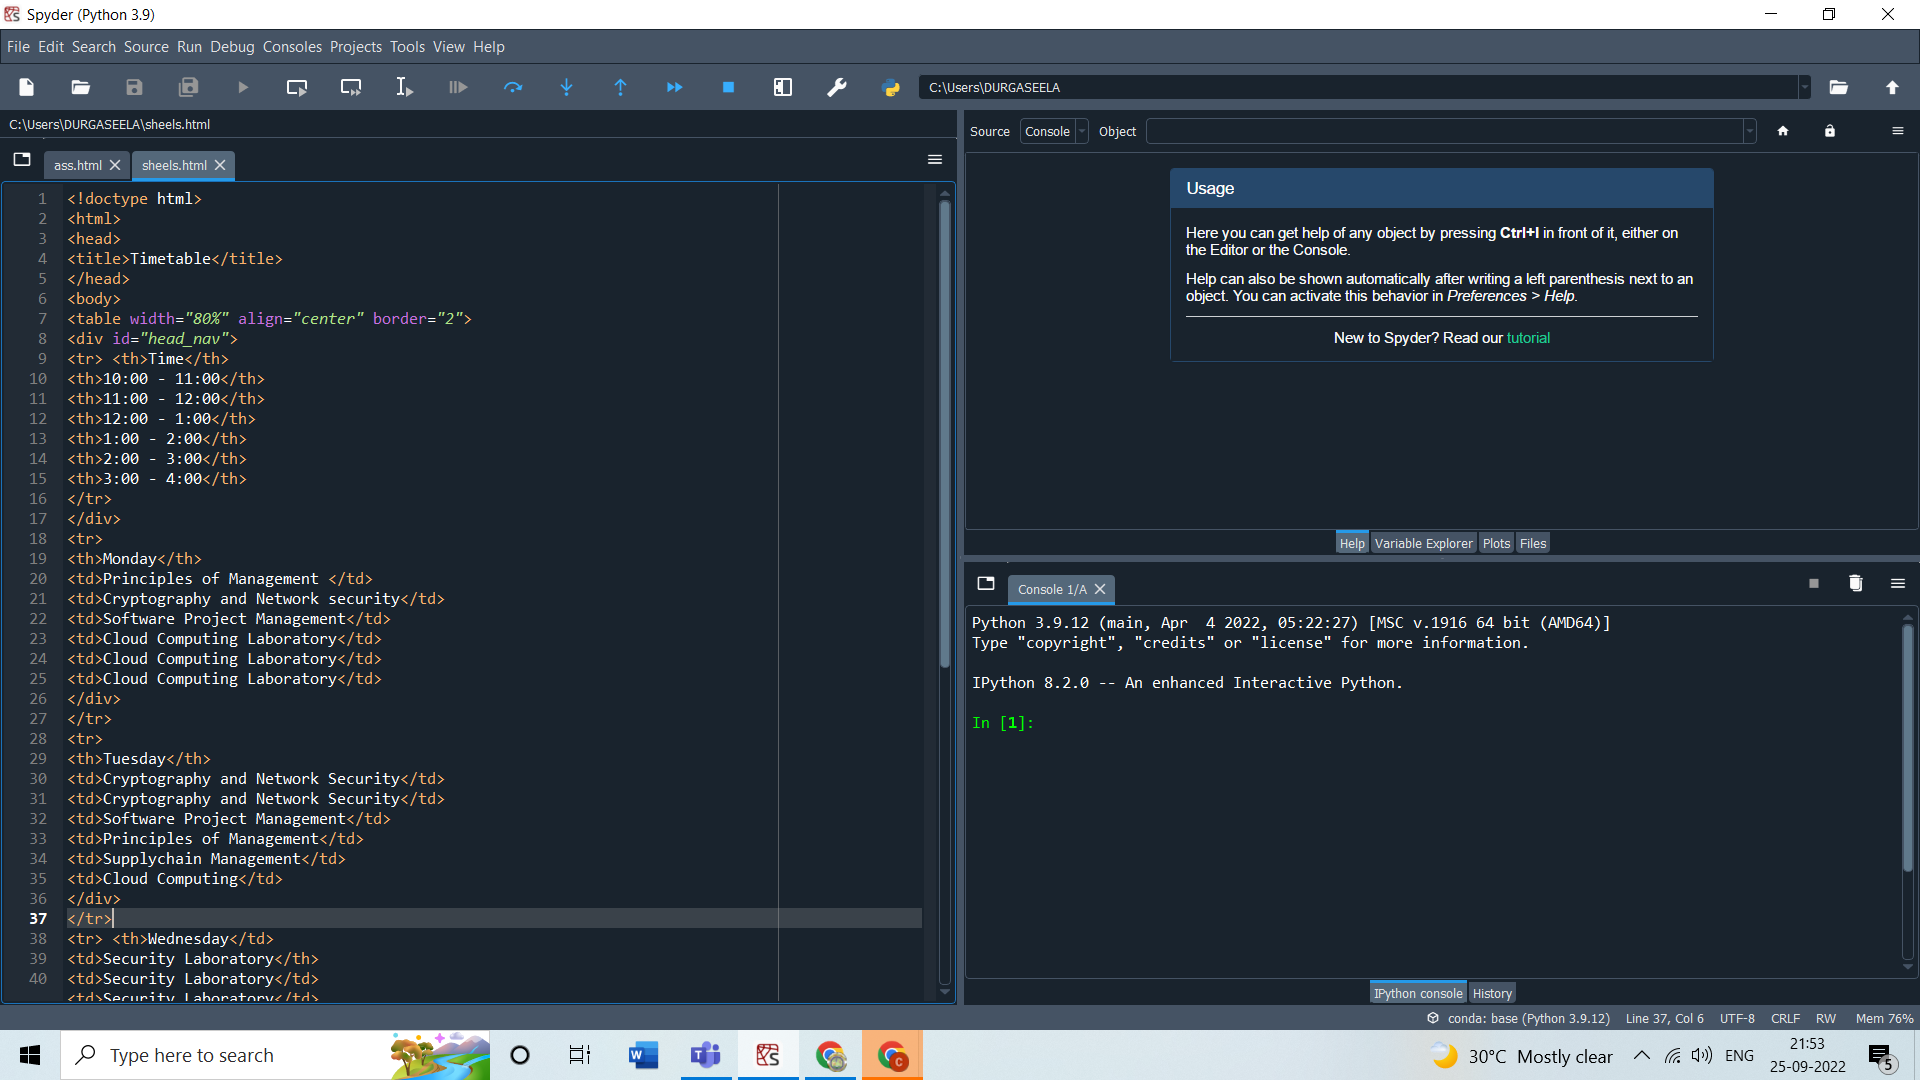 Spyder (Python 3.9)
File Edit Search Source Run Debug Consoles Projects Tools View Help
C:\Users\DURGASEELA
C:\Users\DURGASEELA\sheels.html
ass.html
sheels.html
1 <!doctype html>
2 <html>
3 <head>
4 <title>Timetable</title>
5 </head>
6 <body>
7 <table width="80%" align="center" border="2">
8 <div id="head_nav">
9 <tr> <th>Time</th>
10 <th>10:00 - 11:00</th>
11 <th>11:00 - 12:00</th>
12 <th>12:00 - 1:00</th>
13 <th>1:00 - 2:00</th>
14 <th>2:00 - 3:00</th>
15 <th>3:00 - 4:00</th>
16 </tr>
17 </div>
18 <tr>
19 <th>Monday</th>
20 <td>Principles of Management </td>
21 <td>Cryptography and Network security</td>
22 <td>Software Project Management</td>
23 <td>Cloud Computing Laboratory</td>
24 <td>Cloud Computing Laboratory</td>
25 <td>Cloud Computing Laboratory</td>
26 </div>
27 </tr>
28 <tr>
29 <th>Tuesday</th>
30 <td>Cryptography and Network Security</td>
31 <td>Cryptography and Network Security</td>
32 <td>Software Project Management</td>
33 <td>Principles of Management</td>
34 <td>Supplychain Management</td>
35 <td>Cloud Computing</td>
36 </div>
37 </tr>
38 <tr> <th>Wednesday</td>
39 <td>Security Laboratory</th>
40 <td>Security Laboratory</td>
<td>Security Laboratory</td>
Source Console Object
Usage
Here you can get help of any object by pressing Ctrl+I in front of it, either on
the Editor or the Console.
Help can also be shown automatically after writing a left parenthesis next to an
object. You can activate this behavior in Preferences > Help.
New to Spyder? Read our tutorial
Help Variable Explorer Plots Files
Console 1/A
Python 3.9.12 (main, Apr  4 2022, 05:22:27) [MSC v.1916 64 bit (AMD64)]
Type "copyright", "credits" or "license" for more information.
IPython 8.2.0 -- An enhanced Interactive Python.
In [1]:
IPython console History
conda: base (Python 3.9.12) Line 37, Col 6 UTF-8 CRLF RW Mem 76%
Type here to search
30°C Mostly clear
ENG
21:53
25-09-2022
5